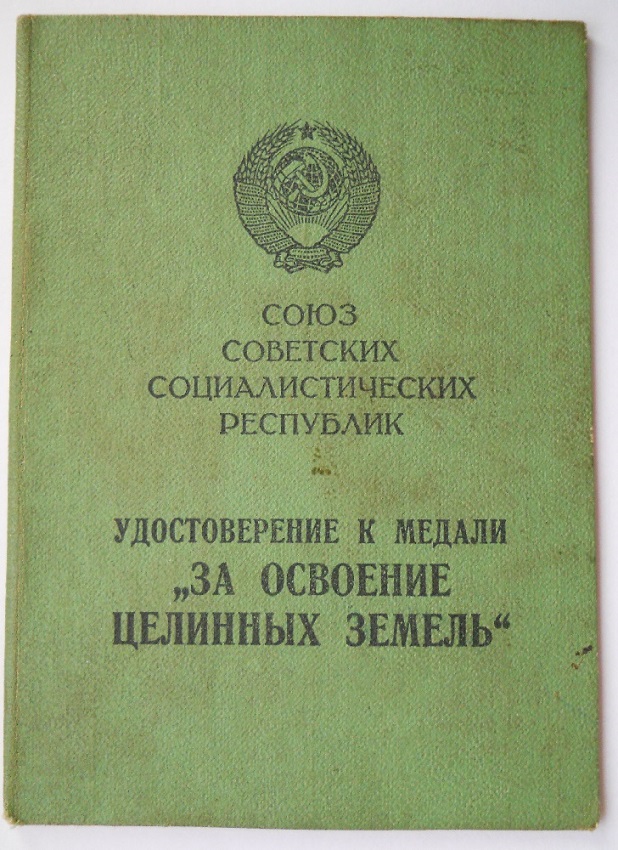 СОЮЗ
СОВЕТСКИХ
СОЦИАЛИСТИЧЕСКИХ
РЕСПУБЛИК
УДОСТОВЕРЕНИЕ К МЕДАЛИ
„ЗА ОСВОЕНИЕ
ЦЕЛИННЫХ ЗЕМЕЛЬ“